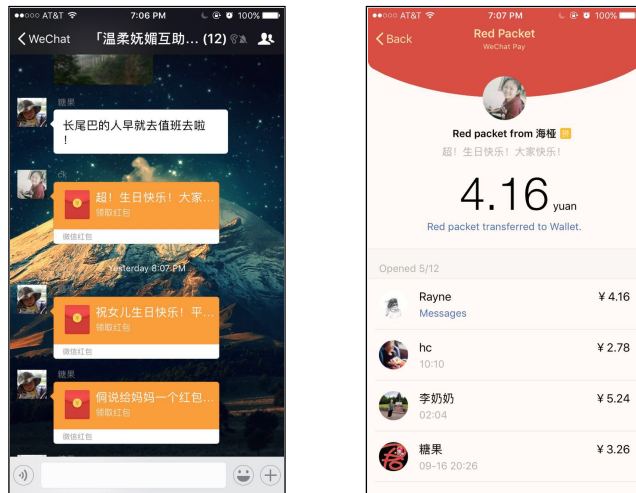 AT&T 7:06 PM 100%
WeChat 「温柔妩媚互助... (12)
糖果
长尾巴的人早就去值班去啦
！
ck
超！生日快乐！大家...
领取红包
微信红包
Yesterday 8:07 PM
祝女儿生日快乐！平...
领取红包
微信红包
糖果
何说给妈妈一个红包...
领取红包
微信红包
AT&T 7:07 PM 100%
Back Red Packet
WeChat Pay
Red packet from 海桠 拼
超！生日快乐！大家快乐！
4.16 yuan
Red packet transferred to Wallet.
Opened 5/12
Rayne ¥ 4.16
Messages
hc ¥ 2.78
10:10
李奶奶 ¥ 5.24
02:04
糖果 ¥ 3.26
09-16 20:26